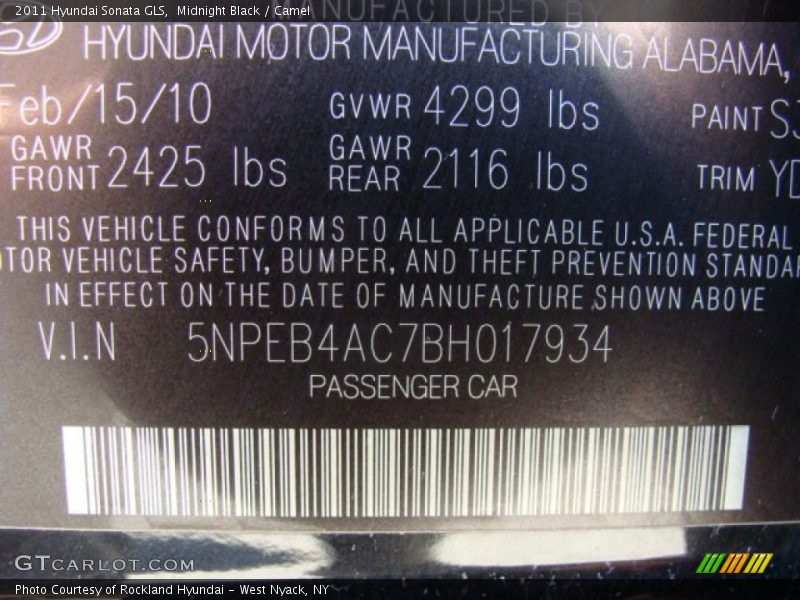 2011 Hyundai Sonata GLS, Midnight Black / Camel
MANUFACTURED BY
HYUNDAI MOTOR MANUFACTURING ALABAMA,
Feb/15/10 GVWR 4299 lbs PAINT
GAWR FRONT 2425 lbs GAWR REAR 2116 lbs TRIM
THIS VEHICLE CONFORMS TO ALL APPLICABLE U.S.A. FEDERAL
VEHICLE SAFETY, BUMPER, AND THEFT PREVENTION
IN EFFECT ON THE DATE OF MANUFACTURE SHOWN ABOVE
V.I.N 5NPEB4AC7BH017934
PASSENGER CAR
GTCARLOT.COM
Photo Courtesy of Rockland Hyundai - West Nyack, NY